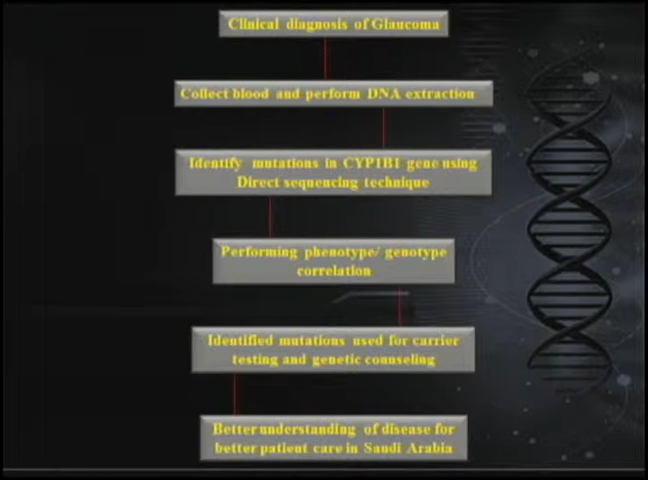 Clinical diagnosis of Glaucoma
Collect blood and perform DNA extraction
Identify mutations in CYP1B1 gene using
Direct sequencing technique
Performing phenotype/ genotype
correlation
Identified mutations used for carrier
testing and genetic counseling
Better understanding of disease for
better patient care in Saudi Arabia